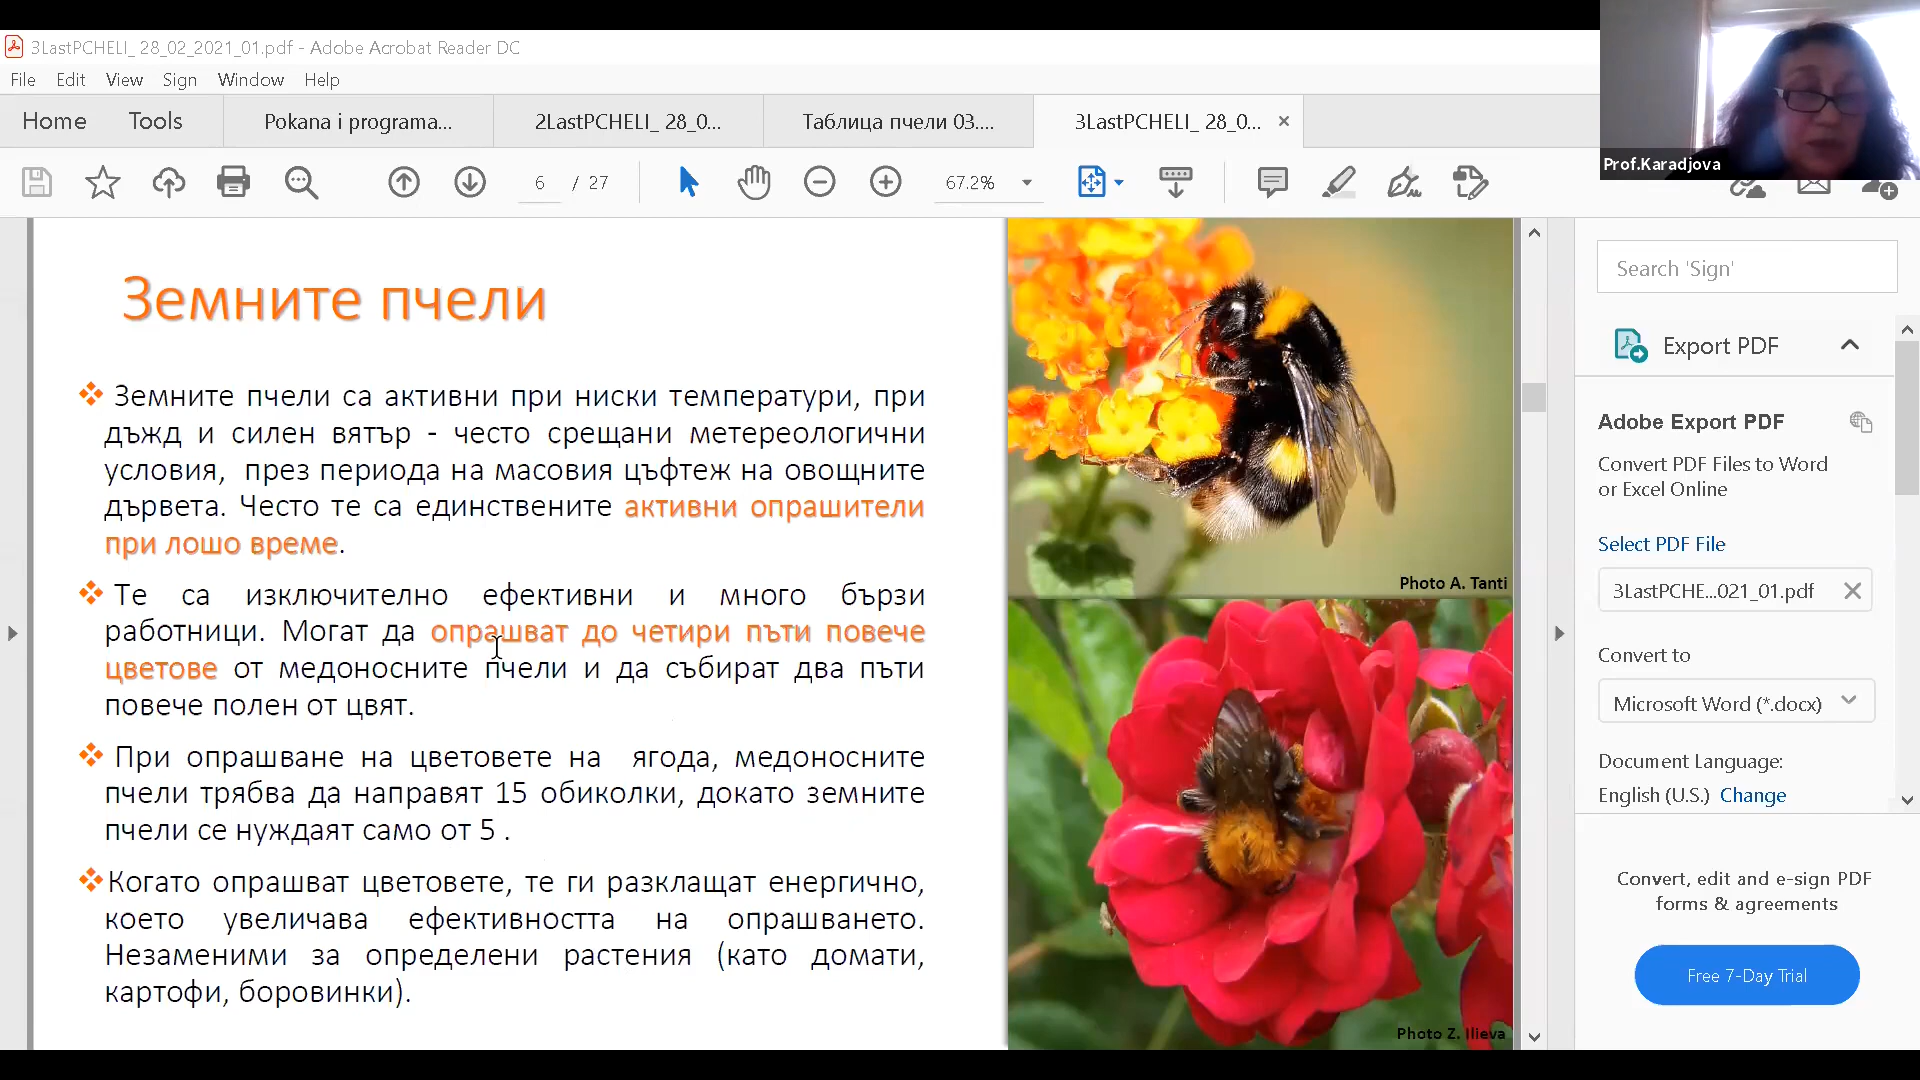 3LastPCHELI_ 28_02_2021_01.pdf - Adobe Acrobat Reader DC
File Edit View Sign Window Help
Home Tools Pokana i programa... 2LastPCHELI_ 28_0... Таблица пчели 03.... 3LastPCHELI_ 28_0...
Prof.Karadjova
6 / 27 67.2%
Земните пчели
Земните пчели са активни при ниски температури, при
дъжд и силен вятър - често срещани метереологични
условия, през периода на масовия цъфтеж на овощните
дървета. Често те са единствените активни опрашители
при лошо време.
Те са изключително ефективни и много бързи
работници. Могат да опрашват до четири пъти повече
цветове от медоносните пчели и да събират два пъти
повече полен от цвят.
При опрашване на цветовете на ягода, медоносните
пчели трябва да направят 15 обиколки, докато земните
пчели се нуждаят само от 5 .
Когато опрашват цветовете, те ги разклащат енергично,
което увеличава ефективността на опрашването.
Незаменими за определени растения (като домати,
картофи, боровинки).
Photo A. Tanti
Photo Z. Ilieva
Search 'Sign'
Export PDF
Adobe Export PDF
Convert PDF Files to Word
or Excel Online
Select PDF File
3LastPCHE...021_01.pdf
Convert to
Microsoft Word (*.docx)
Document Language:
English (U.S.) Change
Convert, edit and e-sign PDF
forms & agreements
Free 7-Day Trial